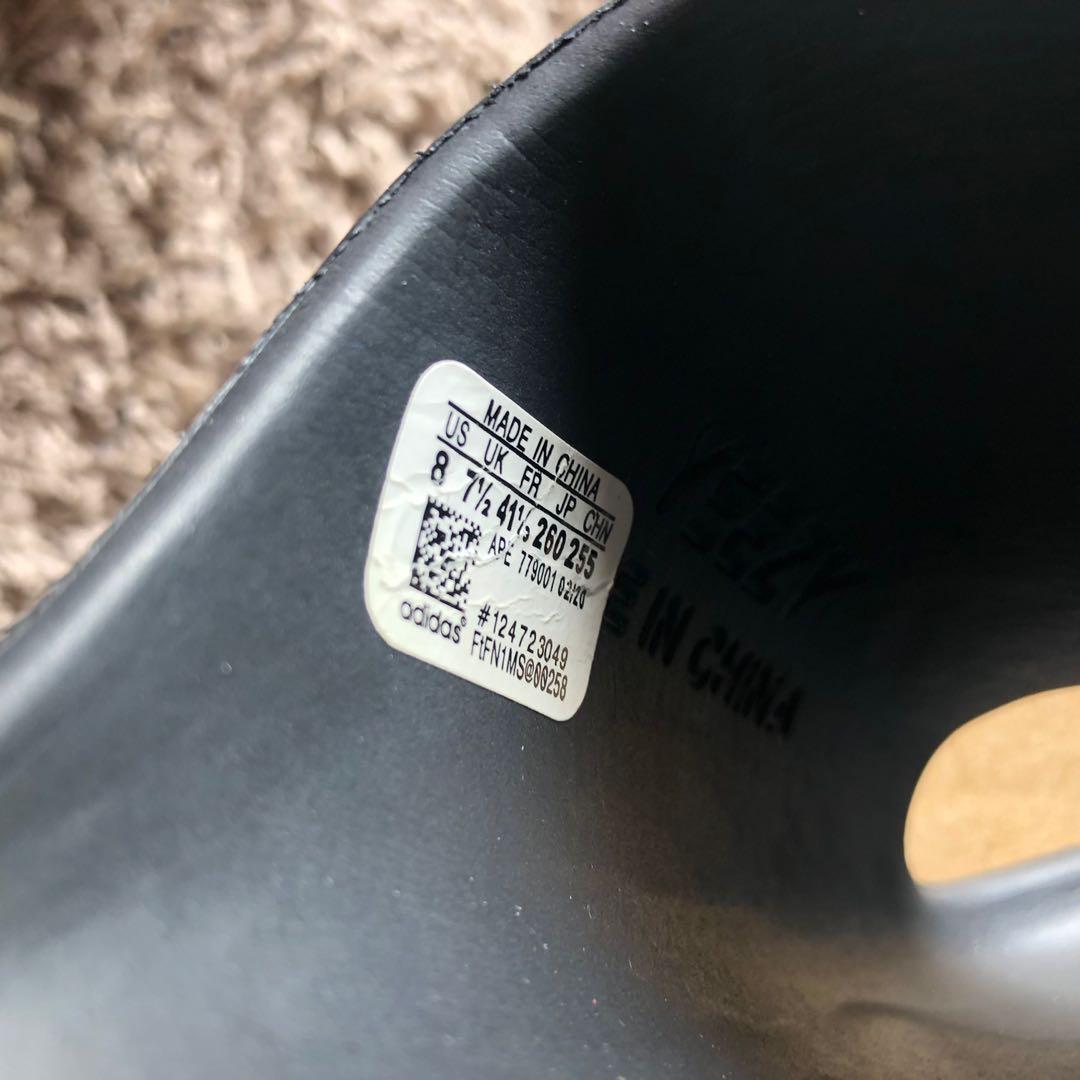 MADE IN CHINA
US UK FR JP CHN
8 7½ 41⅓ 260 255
APE 779001 02/20
#124723049
F1FN1MS@00258
adidas
YEEZY
IN CHINA